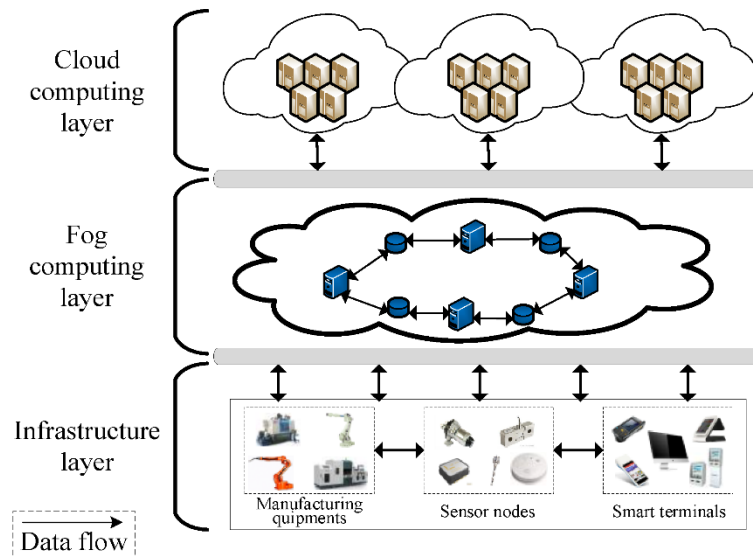 Cloud
computing
layer
Fog
computing
layer
Infrastructure
layer
Manufacturing
quipments
Sensor nodes
Smart terminals
Data flow